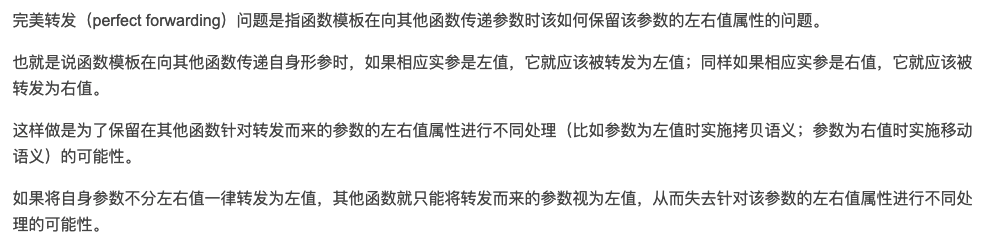 完美转发（perfect forwarding）问题是指函数模板在向其他函数传递参数时该如何保留该参数的左右值属性的问题。
也就是说函数模板在向其他函数传递自身形参时，如果相应实参是左值，它就应该被转发为左值；同样如果相应实参是右值，它就应该被
转发为右值。
这样做是为了保留在其他函数针对转发而来的参数的左右值属性进行不同处理（比如参数为左值时实施拷贝语义；参数为右值时实施移动
语义）的可能性。
如果将自身参数不分左右值一律转发为左值，其他函数就只能将转发而来的参数视为左值，从而失去针对该参数的左右值属性进行不同处
理的可能性。